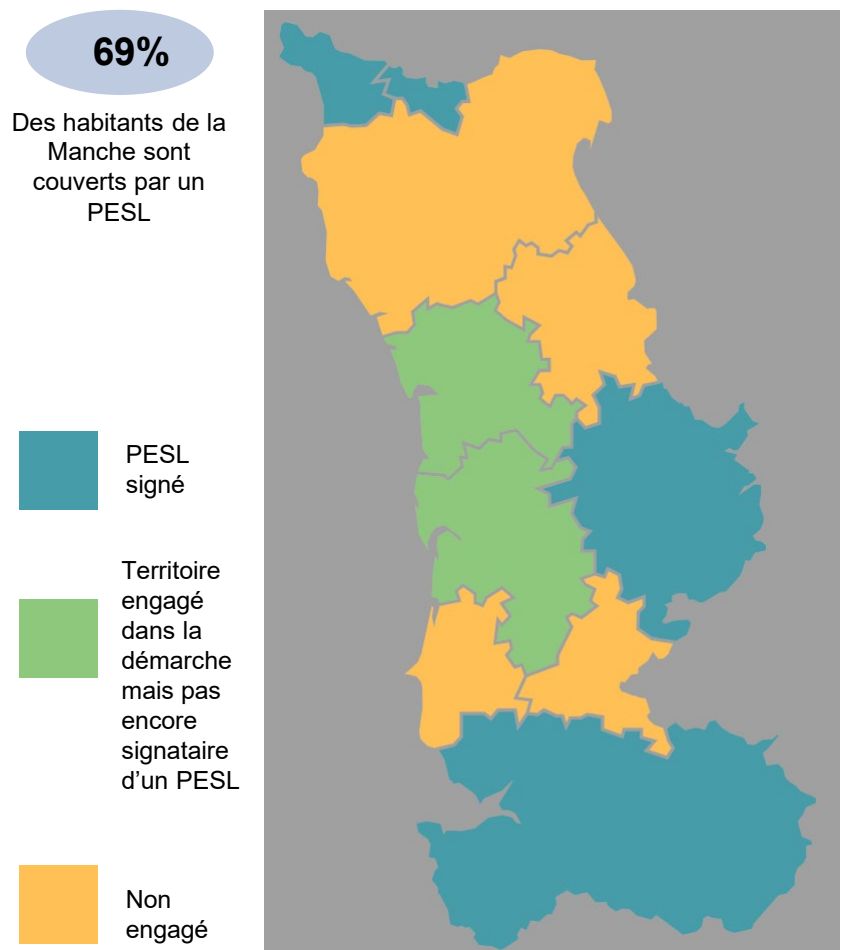 69%
Des habitants de la
Manche sont
couverts par un
PESL
PESL
signé
Territoire
engagé
dans la
démarche
mais pas
encore
signataire
d'un PESL
Non
engagé